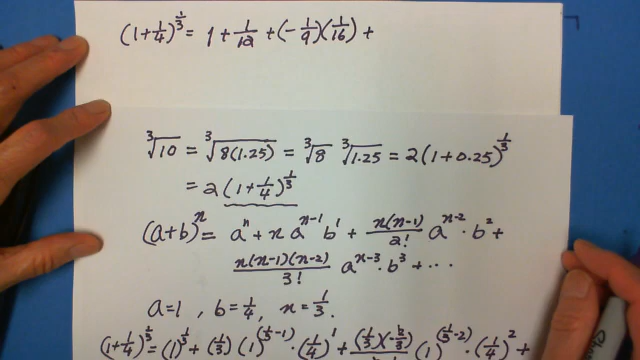 (1+1/4)^(1/3) = 1 + 1/12 + (-1/9)(1/16) +
∛10 = ∛(8(1.25)) = ∛8 ∛1.25 = 2(1+0.25)^(1/3)
= 2(1+1/4)^(1/3)
(a+b)^n = a^n + n a^(n-1) b^1 + n(n-1)/2! a^(n-2) · b^2 +
n(n-1)(n-2)/3! a^(n-3) · b^3 + ...
a=1 , b=1/4 , n=1/3.
(1+1/4)^(1/3) = (1)^(1/3) + (1/3)(1)^(1/3-1) · (1/4)^1 + (1/3)(-2/3)/ (1)^(1/3-2) · (1/4)^2 +